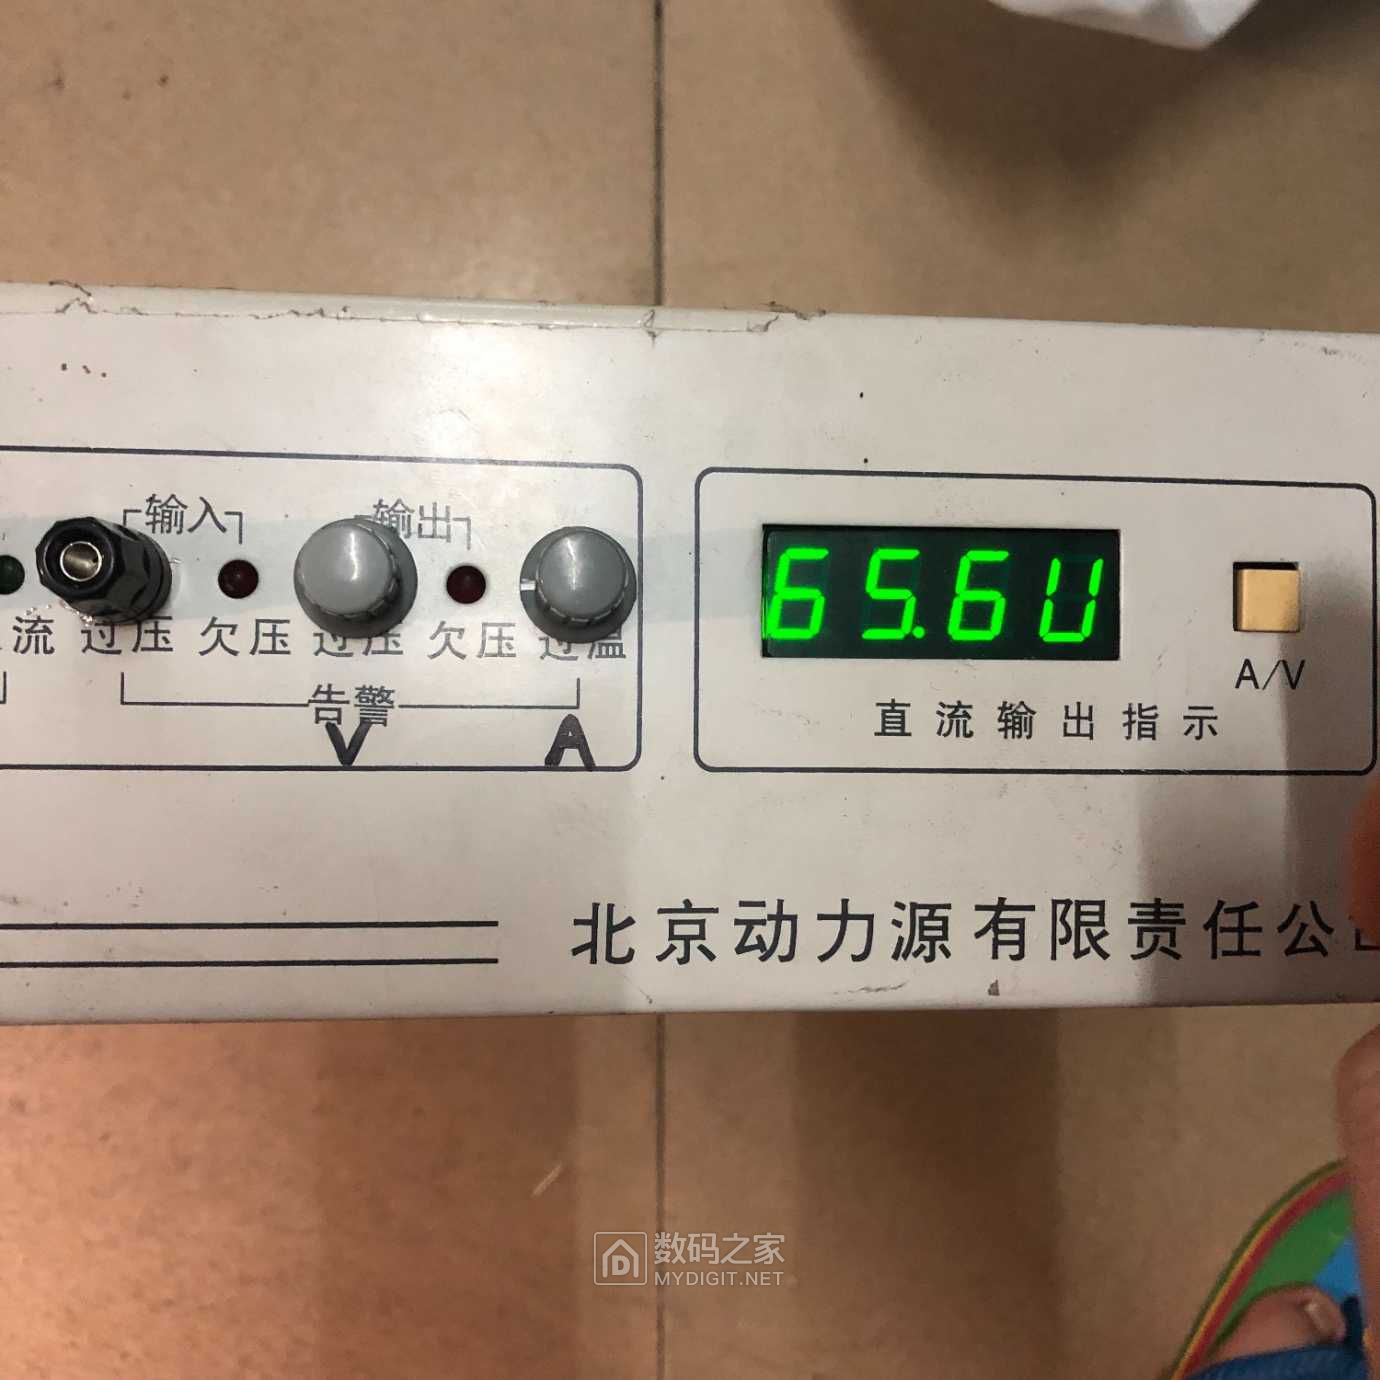 输入
输出
流 过压 欠压 过压 欠压 过温
告警
V A
65.6U
A/V
直流输出指示
北京动力源有限责任公
数码之家
MYDIGIT.NET